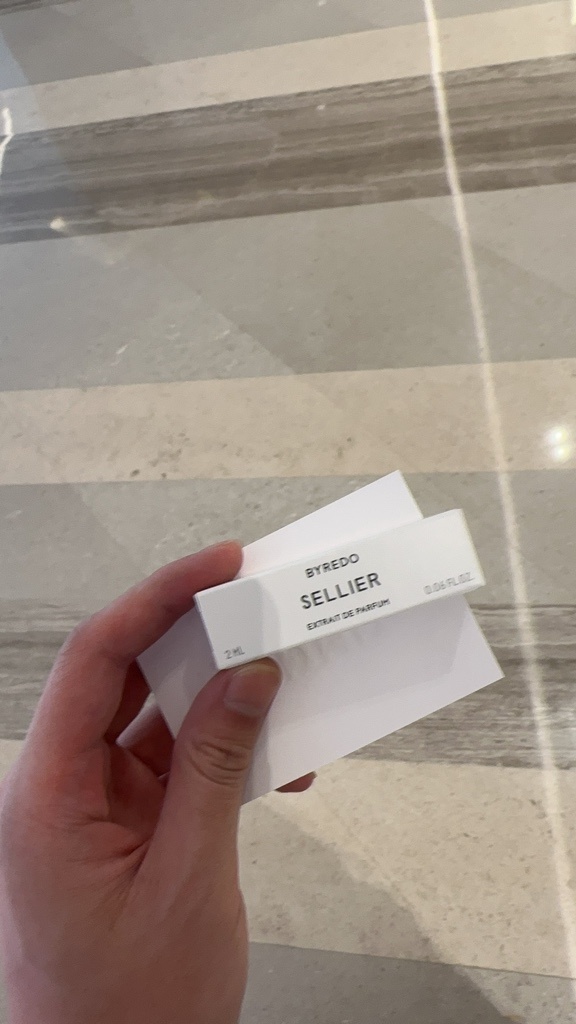 BYREDO
SELLIER
EXTRAIT DE PARFUM
2 ML
0.06 FL.OZ.